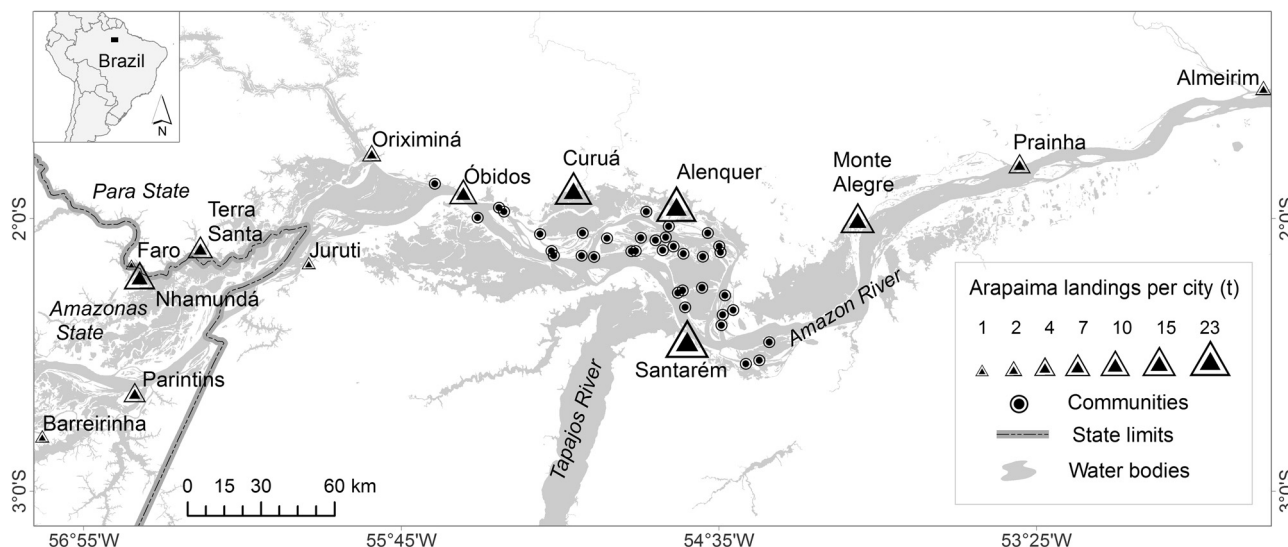 Brazil
N
Almeirim
Oriximiná
Prainha
Curuá
Alenquer
Monte
Alegre
Óbidos
Para State
Terra
Santa
2°S
2°0'S
Faro
Juruti
Nhamundá
Amazonas
State
Amazon River
Arapaima landings per city (t)
1 2 4 7 10 15 23
Santarém
Parintins
Tapajos River
Communities
Barreirinha
State limits
Water bodies
0 15 30 60 km
3°0'S
3°0'S
56°55'W 55°45'W 54°35'W 53°25'W